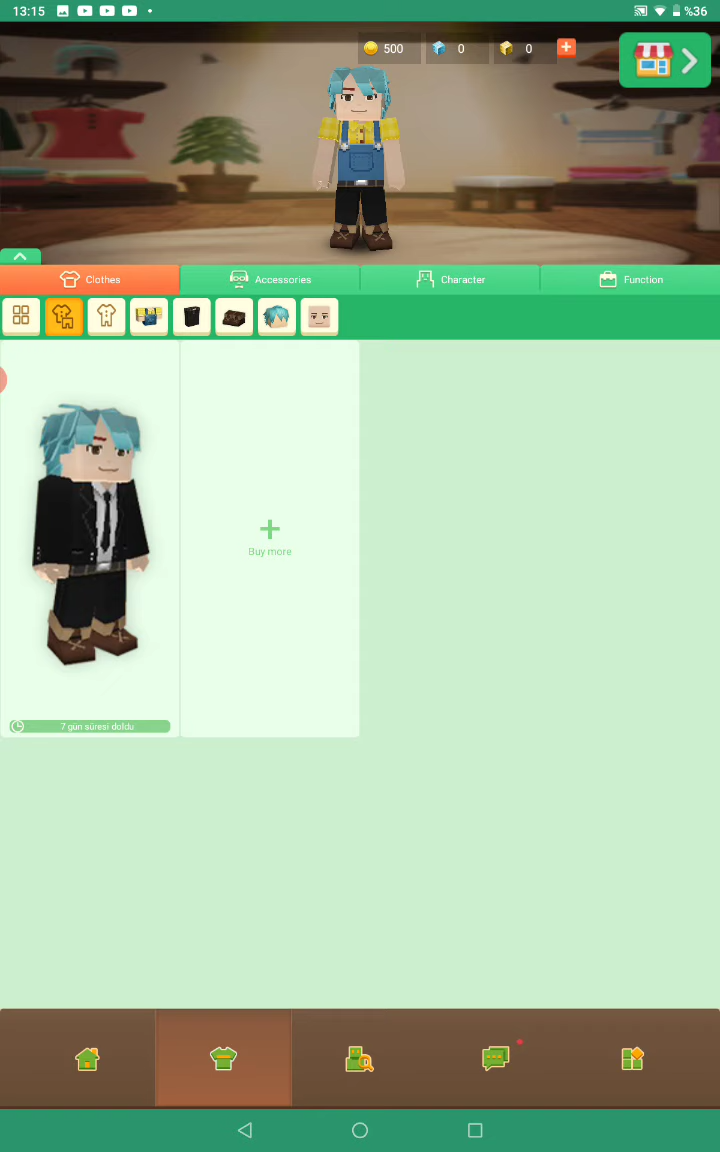 13:15
%36
500
0
0
Clothes
Accessories
Character
Function
Buy more
7 gün süresi doldu